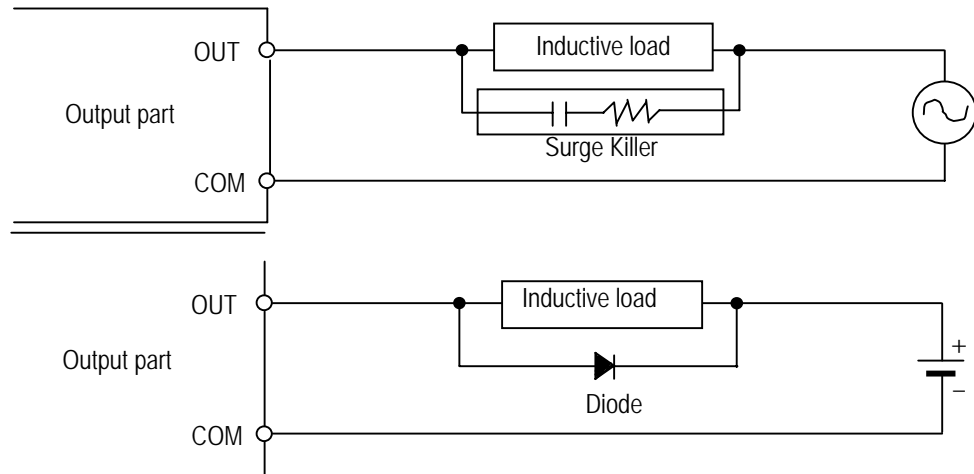 OUT
Inductive load
Output part
Surge Killer
COM
OUT
Inductive load
+
Output part
−
Diode
COM